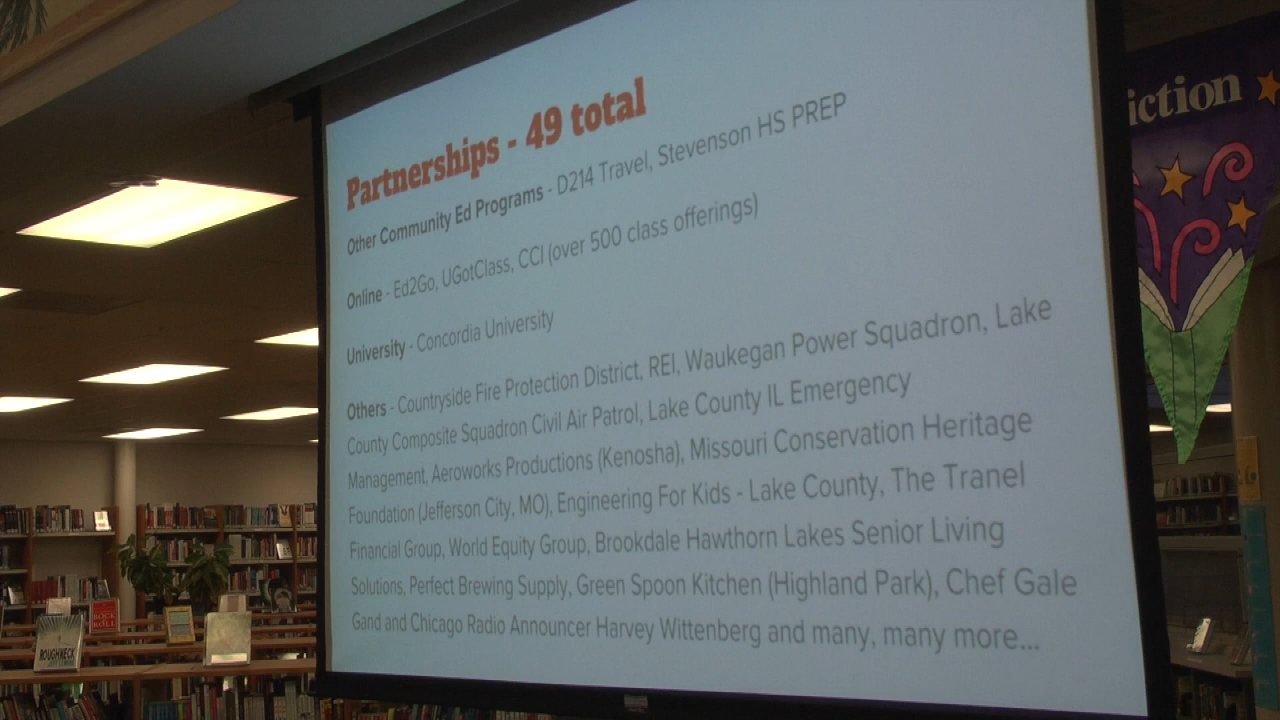 Partnerships - 49 total
Other Community Ed Programs - D214 Travel, Stevenson HS PREP
Online - Ed2Go, UGotClass, CCI (over 500 class offerings)
University - Concordia University
Others - Countryside Fire Protection District, REI, Waukegan Power Squadron, Lake
County Composite Squadron Civil Air Patrol, Lake County IL Emergency
Management, Aeroworks Productions (Kenosha), Missouri Conservation Heritage
Foundation (Jefferson City, MO), Engineering For Kids - Lake County, The Tranel
Financial Group, World Equity Group, Brookdale Hawthorn Lakes Senior Living
Solutions, Perfect Brewing Supply, Green Spoon Kitchen (Highland Park), Chef Gale
Gand and Chicago Radio Announcer Harvey Wittenberg and many, many more...
iction
ROCK
ROLL
ROUGHNECK